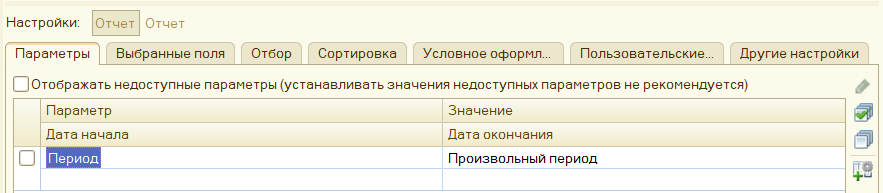 Настройки: Отчет Отчет
Параметры Выбранные поля Отбор Сортировка Условное оформл... Пользовательские... Другие настройки
Отображать недоступные параметры (устанавливать значения недоступных параметров не рекомендуется)
Параметр Значение
Дата начала Дата окончания
Период Произвольный период